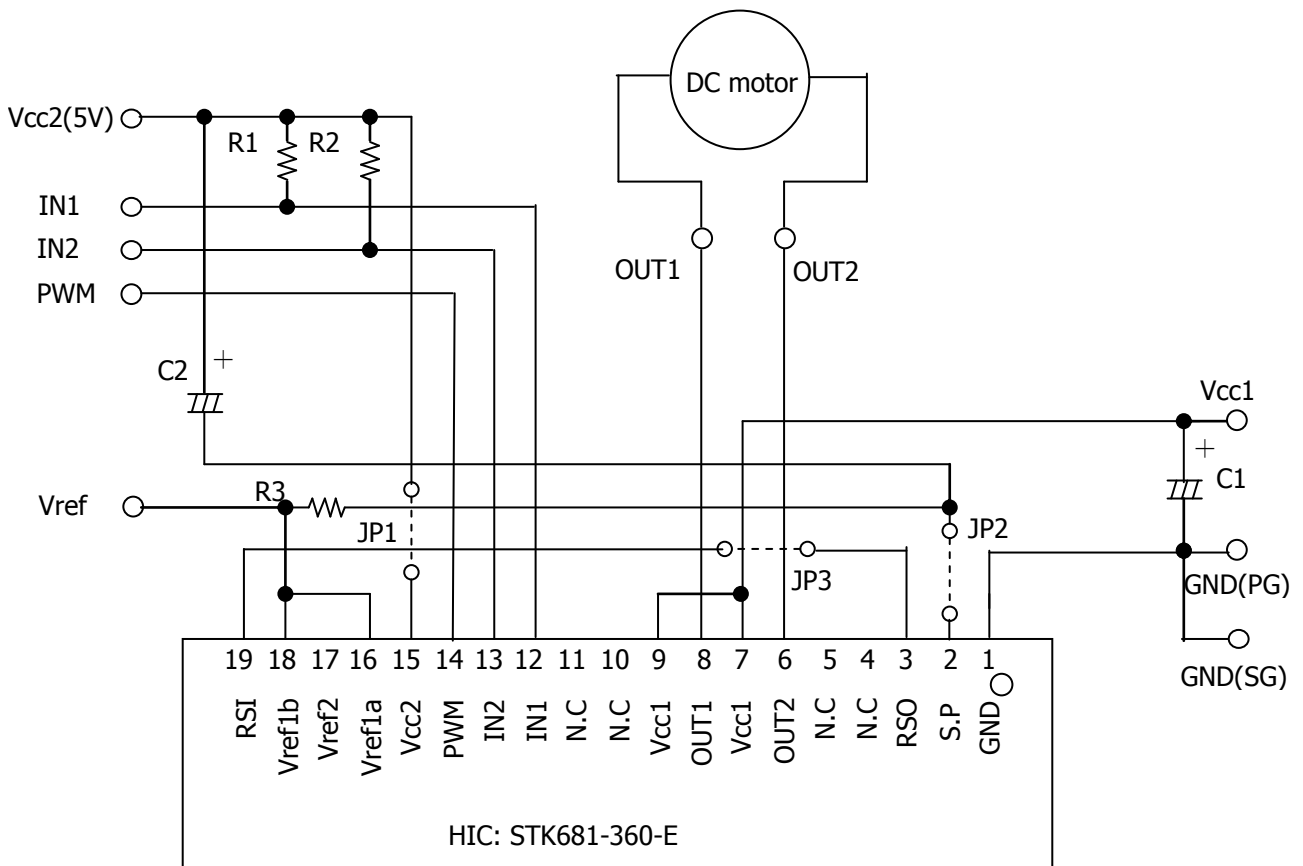 DC motor
Vcc2(5V)
R1
R2
IN1
IN2
PWM
OUT1
OUT2
C2
+
Vcc1
+
C1
Vref
R3
JP1
JP2
JP3
GND(PG)
GND(SG)
19 18 17 16 15 14 13 12 11 10 9 8 7 6 5 4 3 2 1
RSI
Vref1b
Vref2
Vref1a
Vcc2
PWM
IN2
IN1
N.C
N.C
Vcc1
OUT1
Vcc1
OUT2
N.C
N.C
RSO
S.P
GND
HIC: STK681-360-E